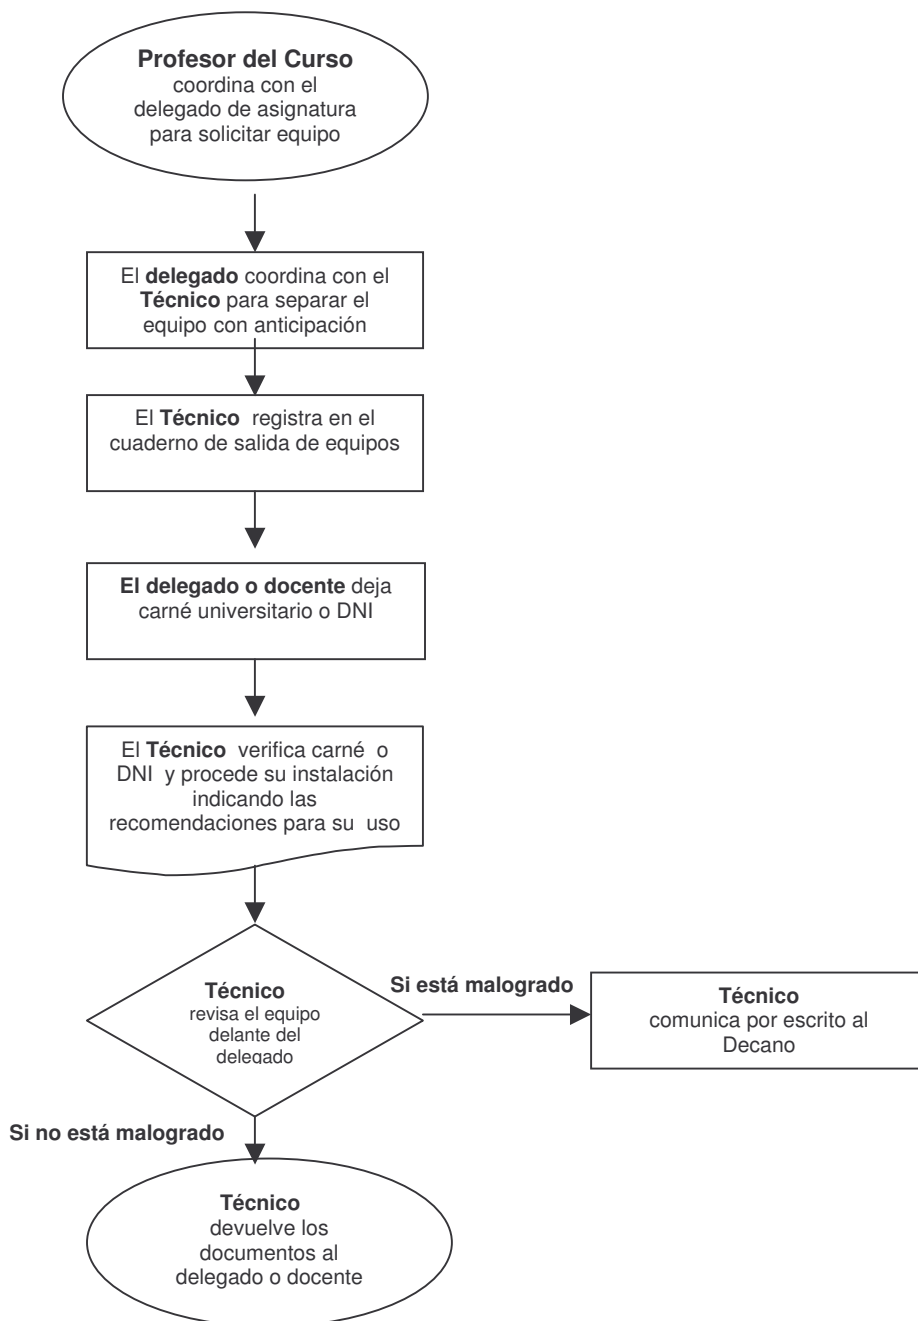 Profesor del Curso
coordina con el
delegado de asignatura
para solicitar equipo
El delegado coordina con el
Técnico para separar el
equipo con anticipación
El Técnico registra en el
cuaderno de salida de equipos
El delegado o docente deja
carné universitario o DNI
El Técnico verifica carné o
DNI y procede su instalación
indicando las
recomendaciones para su uso
Técnico
revisa el equipo
delante del
delegado
Si está malogrado
Técnico
comunica por escrito al
Decano
Si no está malogrado
Técnico
devuelve los
documentos al
delegado o docente